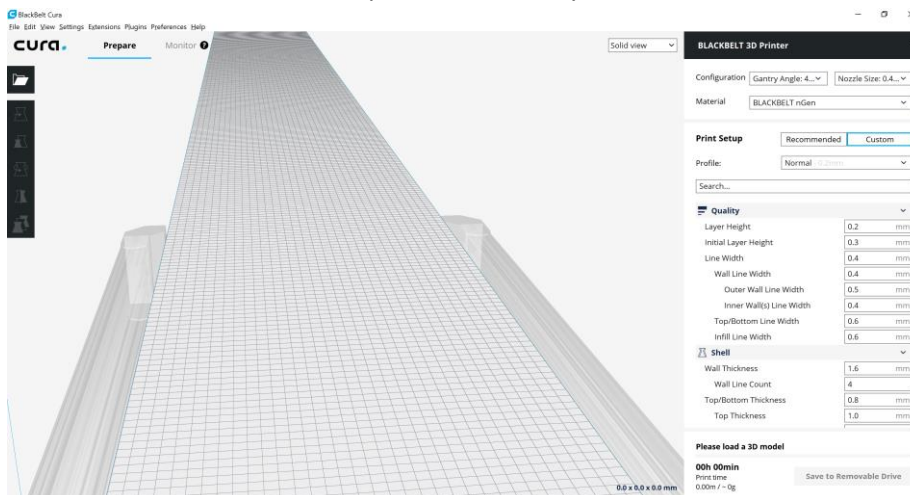 BlackBelt Cura
File Edit View Settings Extensions Plugins Preferences Help
cura.
Prepare
Monitor
Solid view
BLACKBELT 3D Printer
Configuration Gantry Angle: 4... Nozzle Size: 0.4...
Material BLACKBELT nGen
Print Setup Recommended Custom
Profile: Normal - 0.2mm
Search...
Quality
Layer Height 0.2 mm
Initial Layer Height 0.3 mm
Line Width 0.4 mm
Wall Line Width 0.4 mm
Outer Wall Line Width 0.5 mm
Inner Wall(s) Line Width 0.4 mm
Top/Bottom Line Width 0.6 mm
Infill Line Width 0.6 mm
Shell
Wall Thickness 1.6 mm
Wall Line Count 4
Top/Bottom Thickness 0.8 mm
Top Thickness 1.0 mm
Please load a 3D model
00h 00min
Print time
0.00m / ~ 0g
Save to Removable Drive
0.0 x 0.0 x 0.0 mm